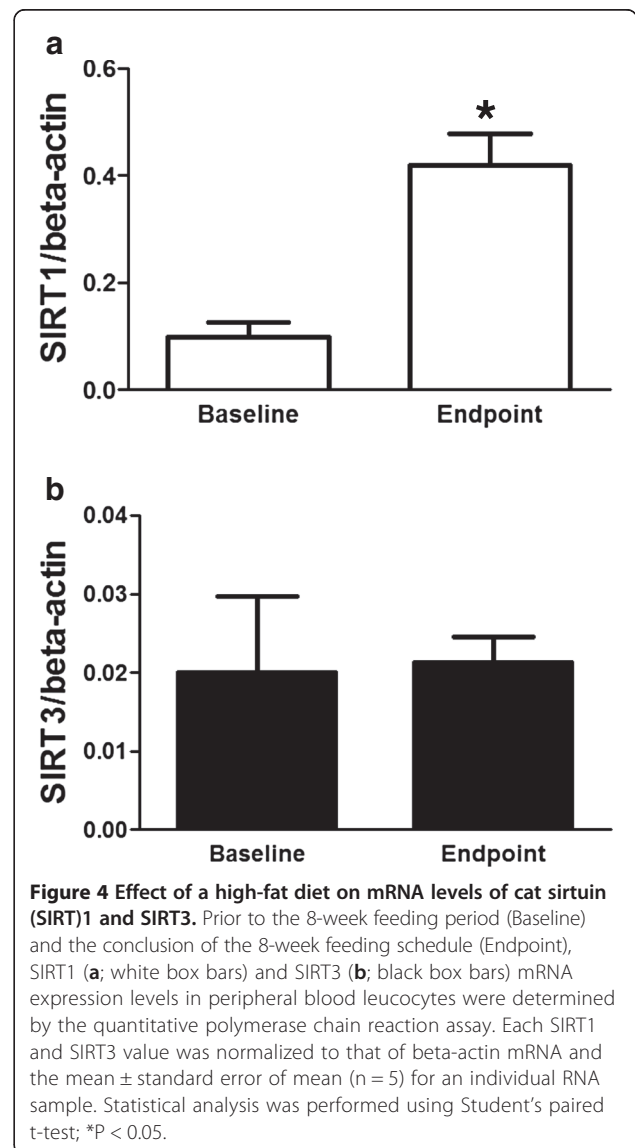 a
0.6
*
0.4
SIRT1/beta-actin
0.2
0.0
Baseline Endpoint
b
0.04
0.03
SIRT3/beta-actin
0.02
0.01
0.00
Baseline Endpoint
Figure 4 Effect of a high-fat diet on mRNA levels of cat sirtuin
(SIRT)1 and SIRT3. Prior to the 8-week feeding period (Baseline)
and the conclusion of the 8-week feeding schedule (Endpoint),
SIRT1 (a; white box bars) and SIRT3 (b; black box bars) mRNA
expression levels in peripheral blood leucocytes were determined
by the quantitative polymerse chain reaction assay. Each SIRT1
and SIRT3 value was normalized to that of beta-actin mRNA and
the mean ± standard error of mean (n = 5) for an individual RNA
sample. Statistical analysis was performed using Student's paired
t-test; *P < 0.05.